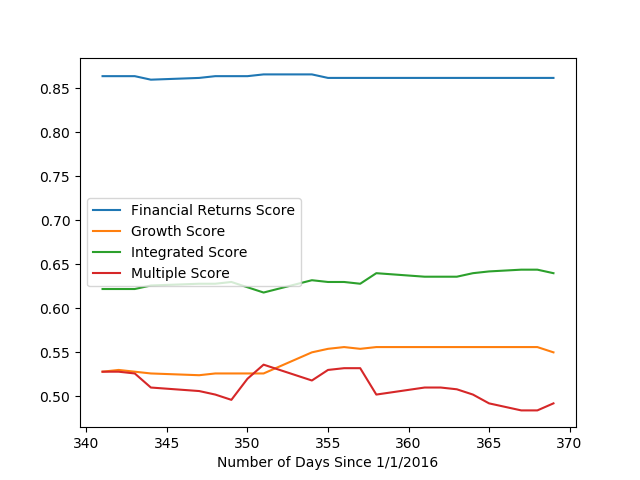 0.85
0.80
0.75
0.70
0.65
0.60
0.55
0.50
Financial Returns Score
Growth Score
Integrated Score
Multiple Score
340 345 350 355 360 365 370
Number of Days Since 1/1/2016